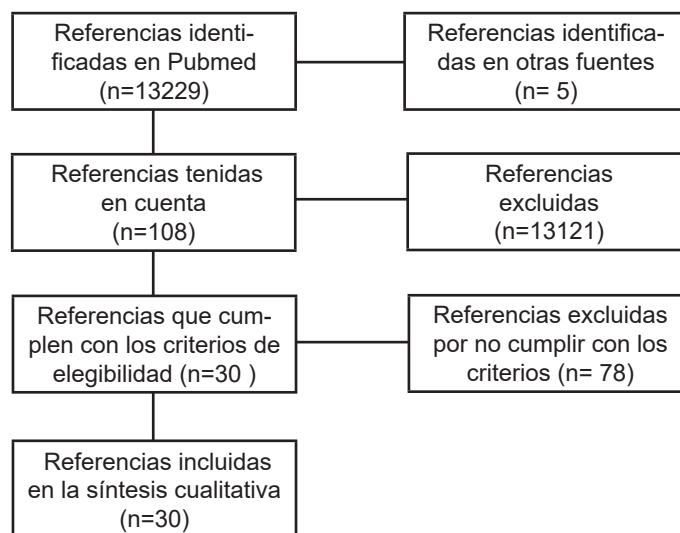 Referencias identi-
ficadas en Pubmed
(n=13229)
Referencias identifica-
das en otras fuentes
(n= 5)
Referencias tenidas
en cuenta
(n=108)
Referencias
excluidas
(n=13121)
Referencias que cum-
plen con los criterios de
elegibilidad (n=30 )
Referencias excluidas
por no cumplir con los
criterios (n= 78)
Referencias incluidas
en la síntesis cualitativa
(n=30)